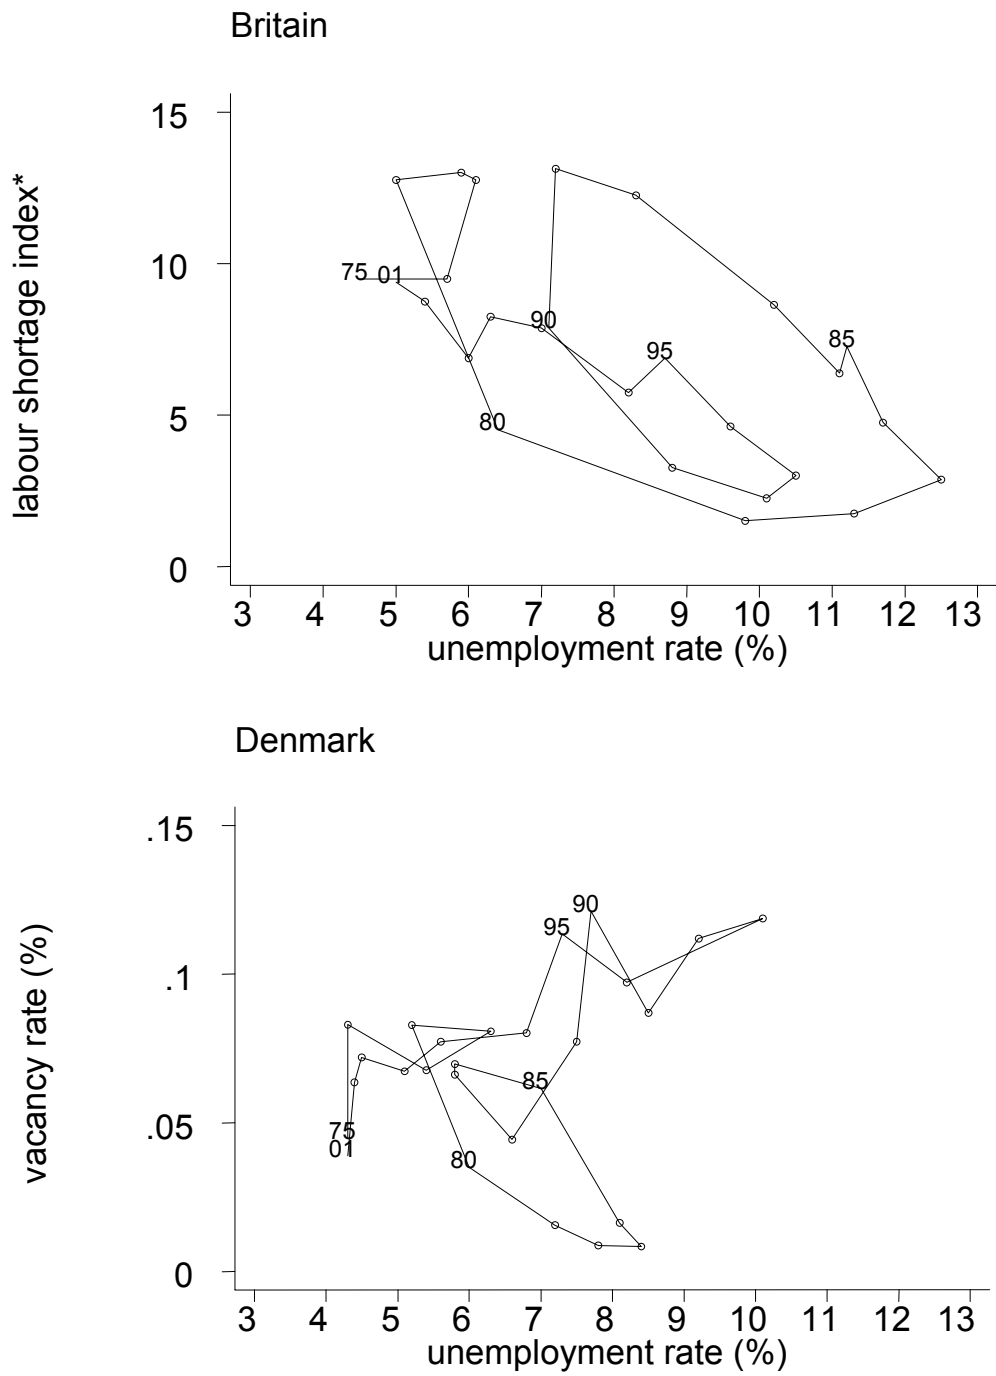 Britain
labour shortage index*
15
10
5
0
75 01
80
90
95
85
3 4 5 6 7 8 9 10 11 12 13
unemployment rate (%)
Denmark
vacancy rate (%)
.15
.1
.05
0
90
95
85
75
01
80
3 4 5 6 7 8 9 10 11 12 13
unemployment rate (%)